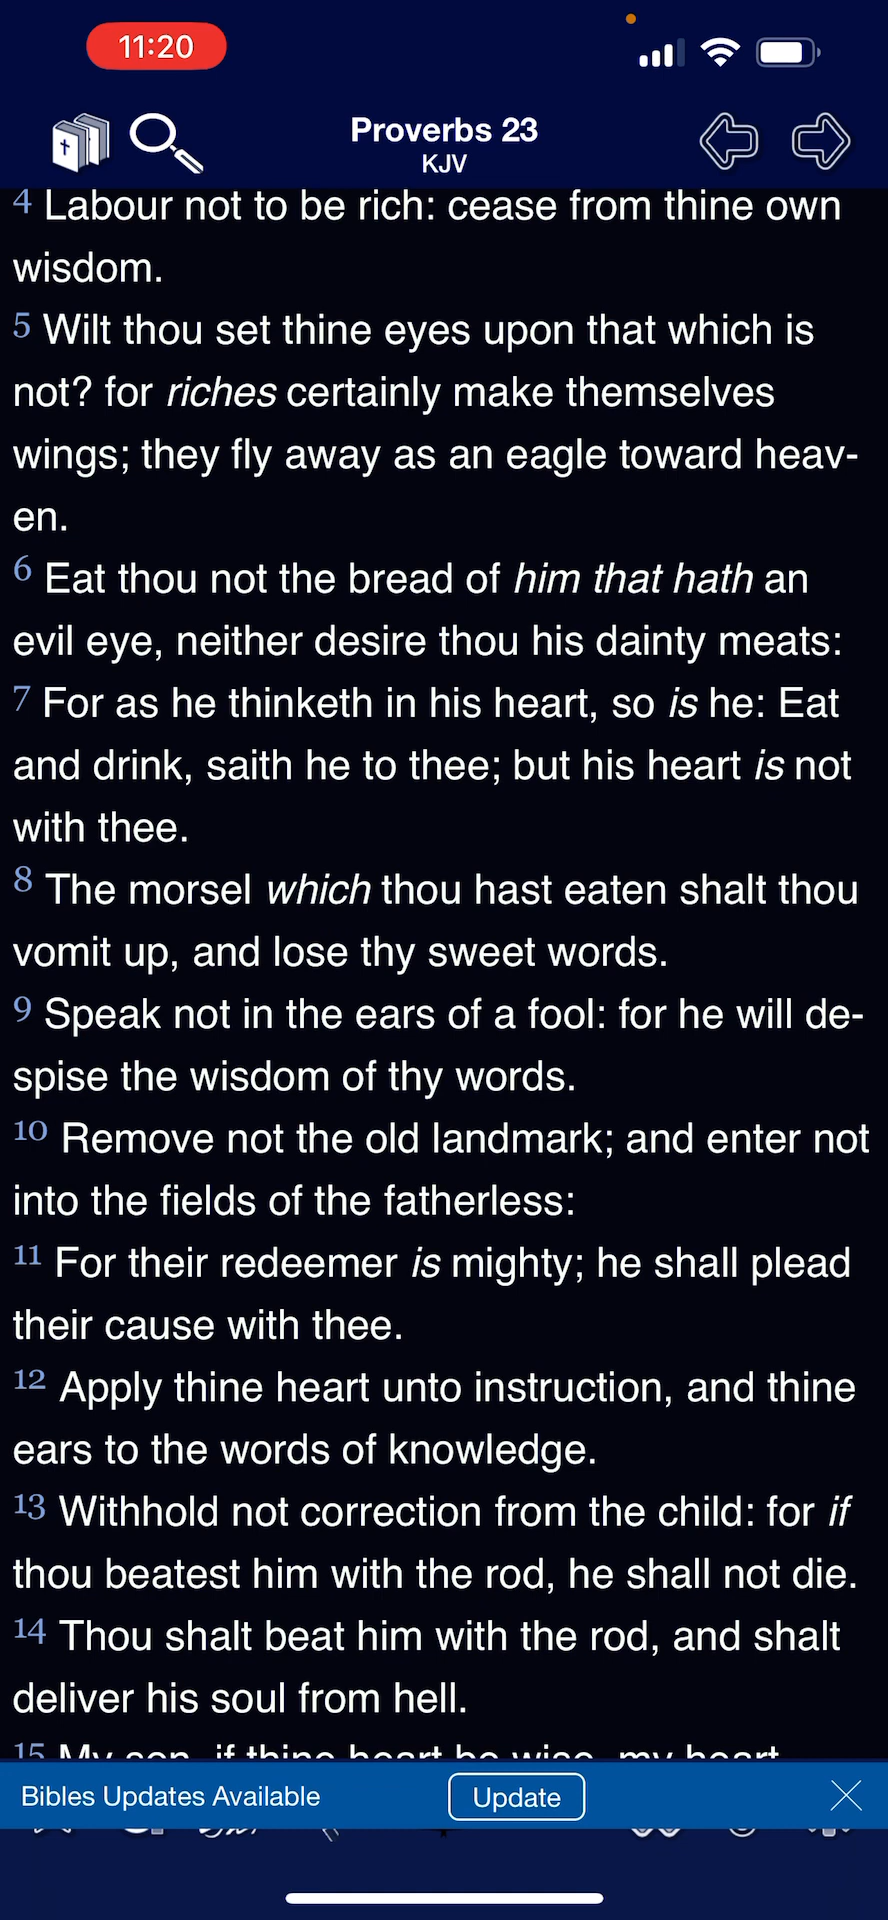 11:20
Proverbs 23
KJV
4 Labour not to be rich: cease from thine own
wisdom.
5 Wilt thou set thine eyes upon that which is
not? for riches certainly make themselves
wings; they fly away as an eagle toward heav-
en.
6 Eat thou not the bread of him that hath an
evil eye, neither desire thou his dainty meats:
7 For as he thinketh in his heart, so is he: Eat
and drink, saith he to thee; but his heart is not
with thee.
8 The morsel which thou hast eaten shalt thou
vomit up, and lose thy sweet words.
9 Speak not in the ears of a fool: for he will de-
spise the wisdom of thy words.
10 Remove not the old landmark; and enter not
into the fields of the fatherless:
11 For their redeemer is mighty; he shall plead
their cause with thee.
12 Apply thine heart unto instruction, and thine
ears to the words of knowledge.
13 Withhold not correction from the child: for if
thou beatest him with the rod, he shall not die.
14 Thou shalt beat him with the rod, and shalt
deliver his soul from hell.
15 My son, if thine heart be wise, my heart
Bibles Updates Available
Update